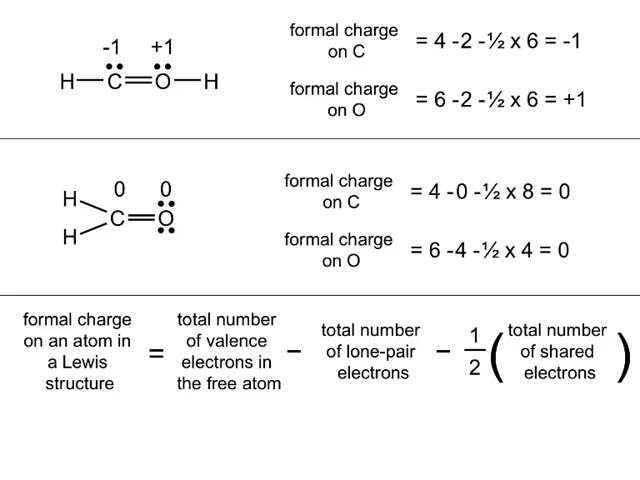 -1 +1
H C O H
formal charge
on C
= 4 -2 -½ x 6 = -1
formal charge
on O
= 6 -2 -½ x 6 = +1
0 0
H
C O
H
formal charge
on C
= 4 -0 -½ x 8 = 0
formal charge
on O
= 6 -4 -½ x 4 = 0
formal charge
on an atom in
a Lewis
structure
=
total number
of valence
electrons in
the free atom
−
total number
of lone-pair
electrons
−
1
2
(
total number
of shared
electrons
)